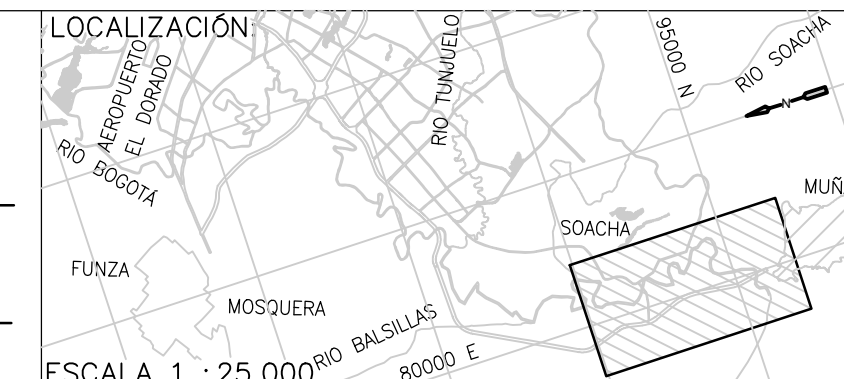 LOCALIZACIÓN:
AEROPUERTO
EL DORADO
RIO BOGOTÁ
RIO TUNJUELO
95000 N
RIO SOACHA
N
SOACHA
FUNZA
MOSQUERA
RIO BALSILLAS
80000 E
ESCALA 1 : 25.000